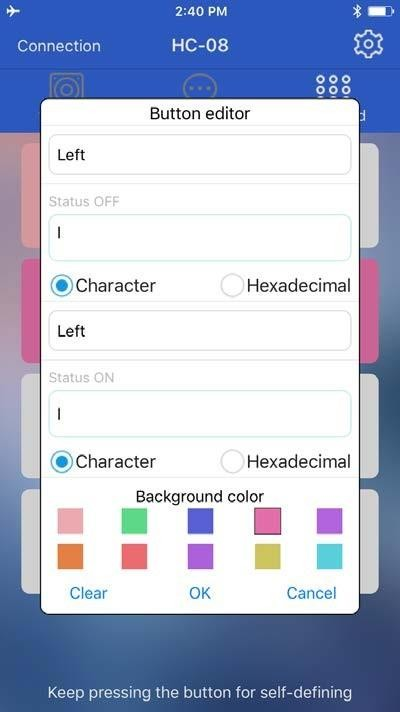 2:40 PM
Connection HC-08
d
Button editor
Left
Status OFF
l
Character Hexadecimal
Left
Status ON
l
Character Hexadecimal
Background color
Clear OK Cancel
Keep pressing the button for self-defining